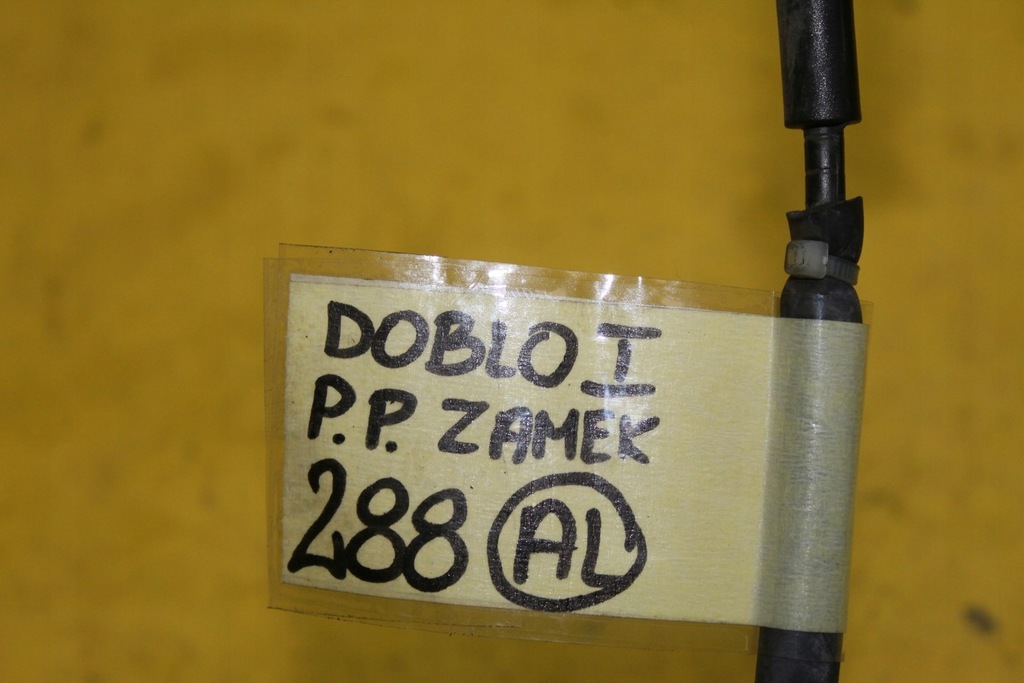 DOBLO I
P.P. ZAMEK
288 AL